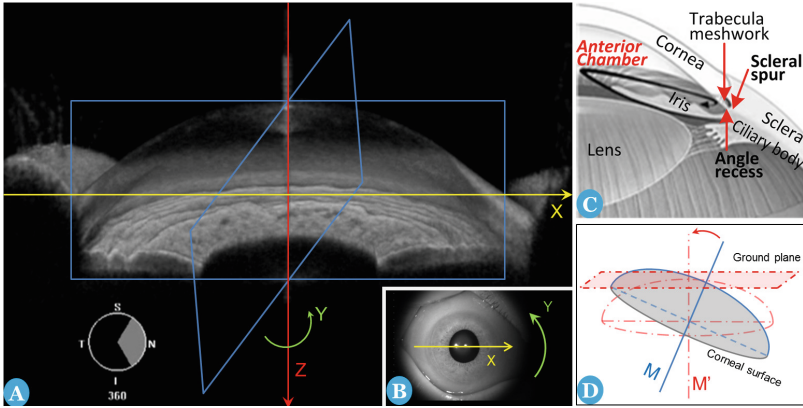 X
Y
Z
S
T
N
I
360
A
Y
X
B
Trabecula
meshwork
Cornea
Anterior
Chamber
Scleral
spur
Iris
Sclera
Ciliary body
Lens
Angle
recess
C
Ground plane
Corneal surface
M
M'
D